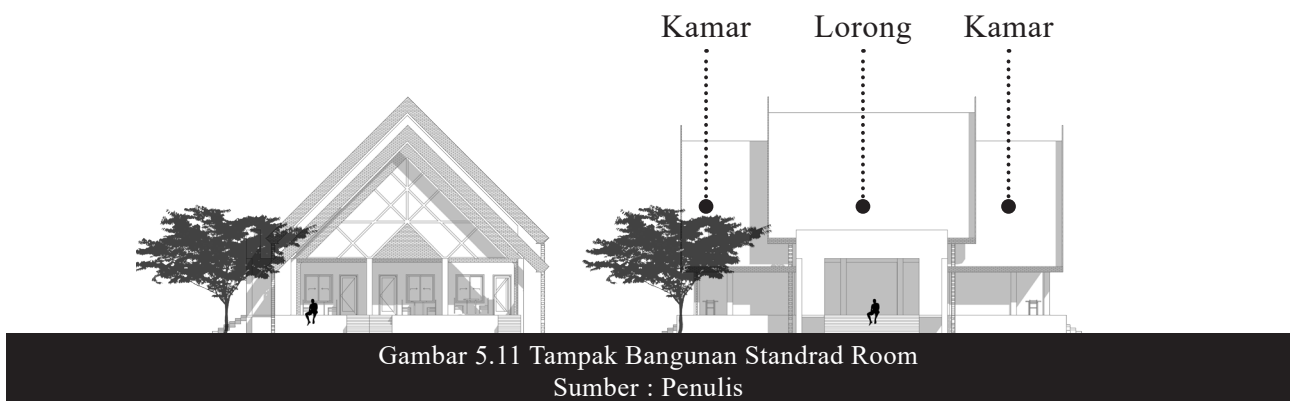 Kamar Lorong Kamar
Gambar 5.11 Tampak Bangunan Standrad Room
Sumber : Penulis